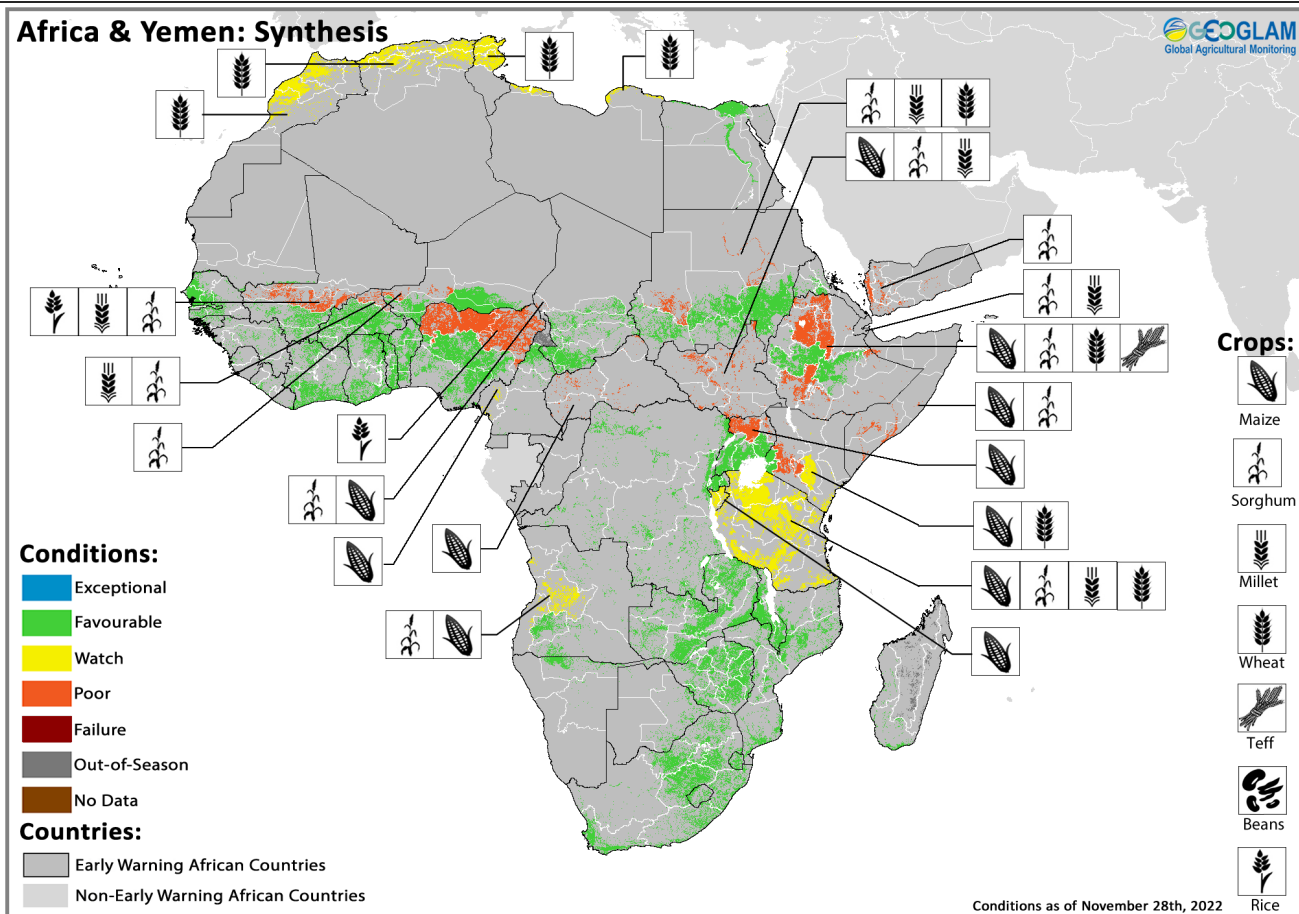 Africa & Yemen: Synthesis
GEOGLAM
Global Agricultural Monitoring
Crops:
Maize
Sorghum
Millet
Wheat
Teff
Beans
Rice
Conditions:
Exceptional
Favourable
Watch
Poor
Failure
Out-of-Season
No Data
Countries:
Early Warning African Countries
Non-Early Warning African Countries
Conditions as of November 28th, 2022